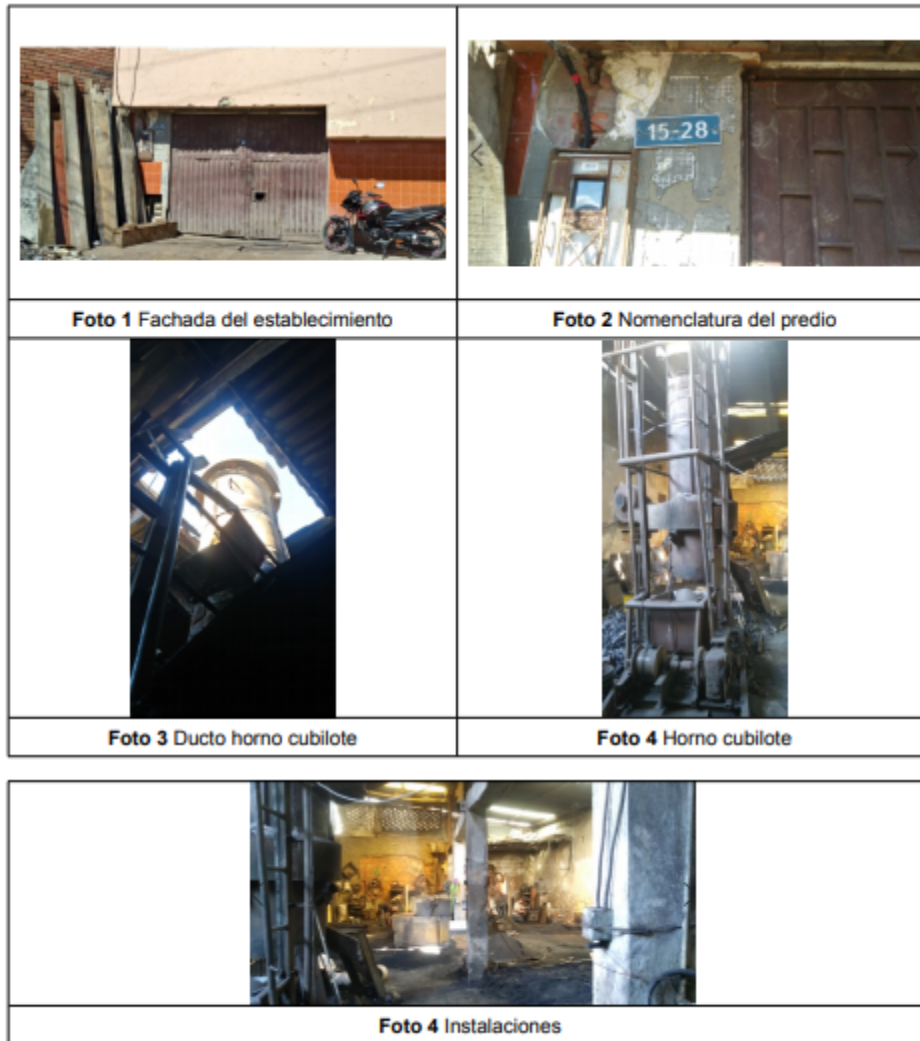 15-28
Foto 1 Fachada del establecimiento
Foto 2 Nomenclatura del predio
Foto 3 Ducto horno cubilote
Foto 4 Horno cubilote
Foto 4 Instalaciones